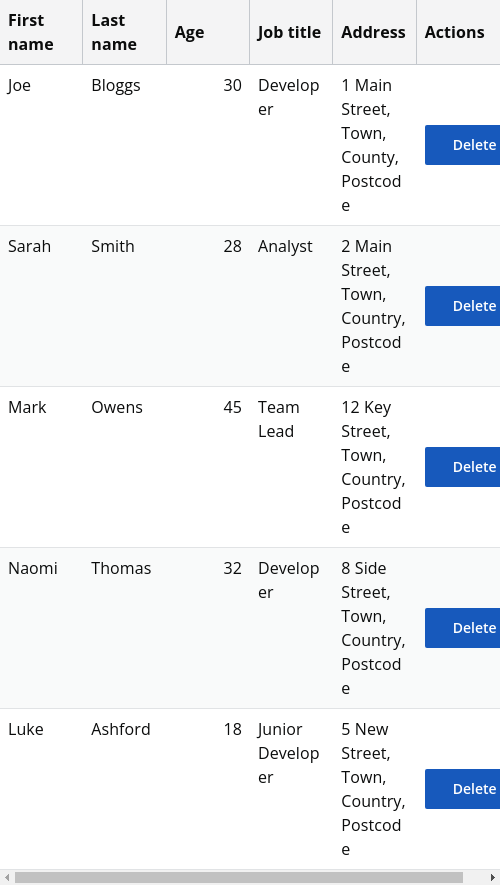 First name Last name Age Job title Address Actions
Joe Bloggs 30 Developer 1 Main Street, Town, County, Postcode Delete
Sarah Smith 28 Analyst 2 Main Street, Town, Country, Postcode Delete
Mark Owens 45 Team Lead 12 Key Street, Town, Country, Postcode Delete
Naomi Thomas 32 Developer 8 Side Street, Town, Country, Postcode Delete
Luke Ashford 18 Junior Developer 5 New Street, Town, Country, Postcode Delete